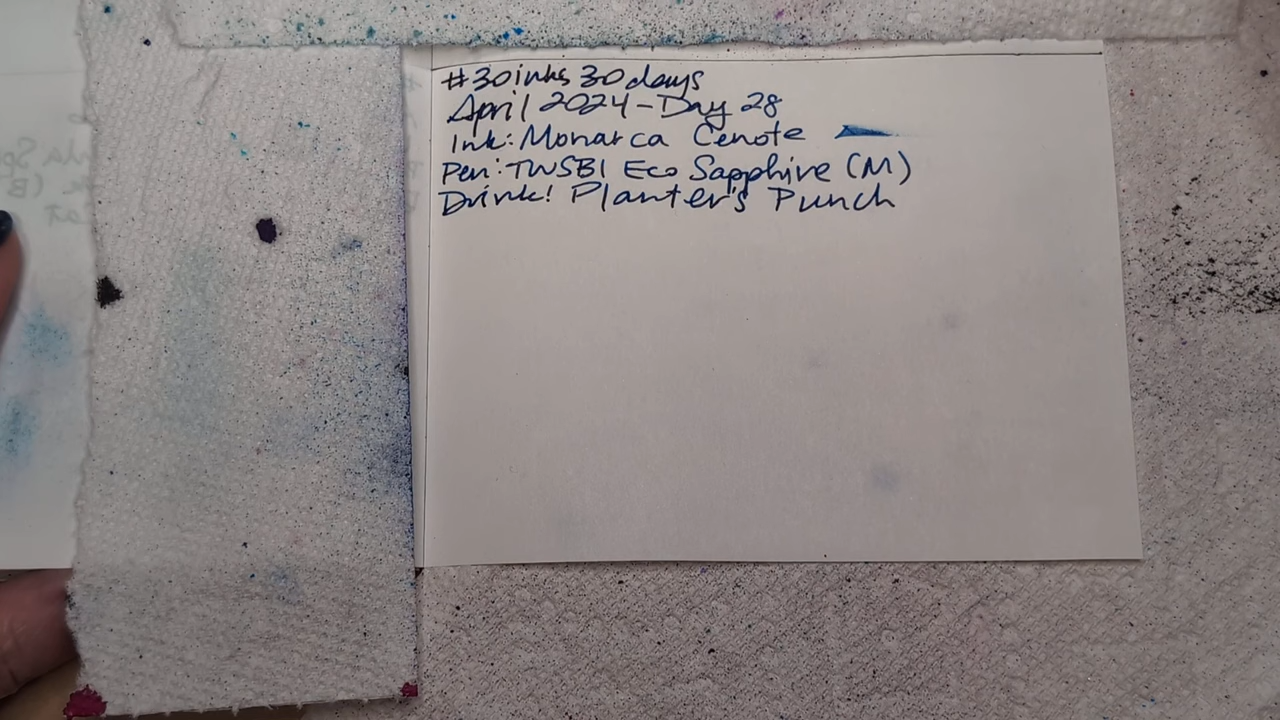 #30inks30days
April 2024-Day 28
Ink: Monarca Cenote
Pen: TWSBI Eco Sapphire (M)
Drink! Planter's Punch